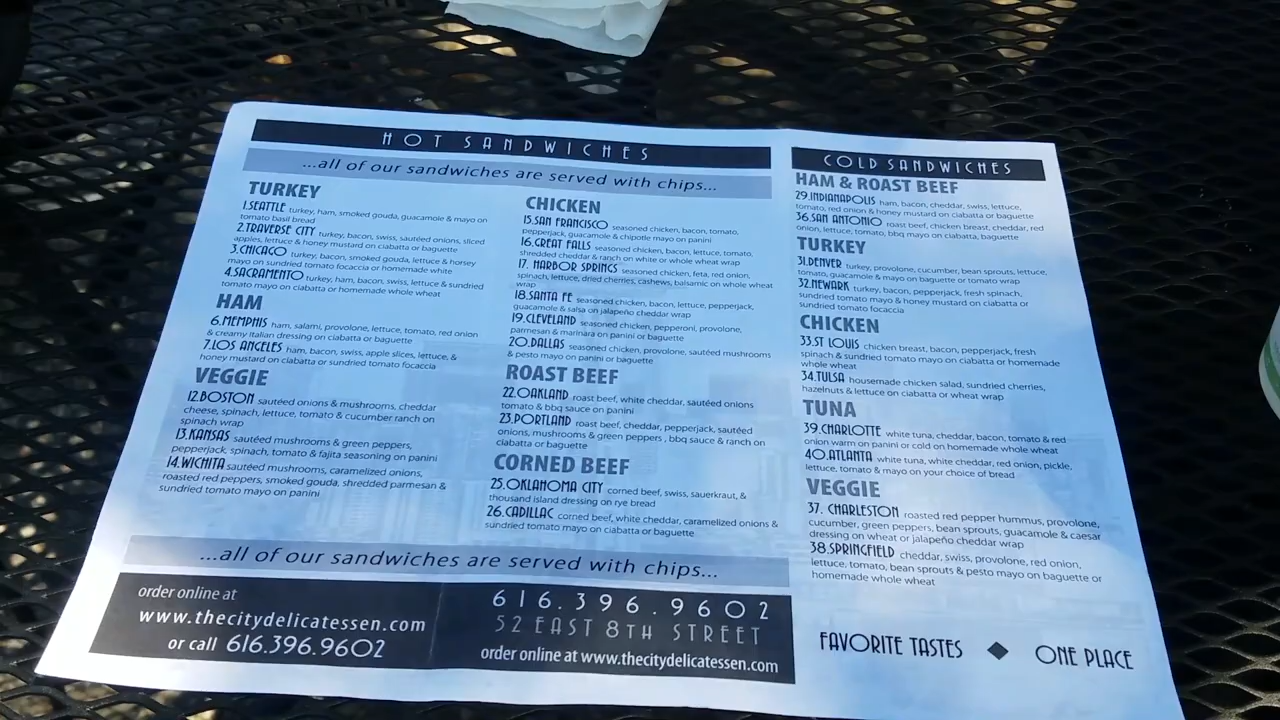 HOT SANDWICHES
...all of our sandwiches are served with chips...
TURKEY
1.SEATTLE turkey, ham, smoked gouda, guacamole & mayo on
tomato basil bread
2.TRAVERSE CITY turkey, bacon, swiss, sautéed onions, sliced
apples, lettuce & honey mustard on ciabatta or baguette
3.CHICAGO turkey, bacon, smoked gouda, lettuce & horsey
mayo on sundried tomato focaccia or homemade white
4.SACRAMENTO turkey, ham, bacon, swiss, lettuce & sundried
tomato mayo on ciabatta or homemade whole wheat
HAM
6.MEMPHIS ham, salami, provolone, lettuce, tomato, red onion
& creamy italian dressing on ciabatta or baguette
7.LOS ANGELES ham, bacon, swiss, apple slices, lettuce, &
honey mustard on ciabatta or sundried tomato focaccia
VEGGIE
12.BOSTON sautéed onions & mushrooms, cheddar
cheese, spinach, lettuce, tomato & cucumber ranch on
spinach wrap
13.KANSAS sautéed mushrooms & green peppers,
pepperjack, spinach, tomato & fajita seasoning on panini
14.WICHITA sautéed mushrooms, caramelized onions,
roasted red peppers, smoked gouda, shredded parmesan &
sundried tomato mayo on panini
CHICKEN
15.SAN FRANCISCO seasoned chicken, bacon, tomato,
pepperjack, guacamole & chipotle mayo on panini
16.GREAT FALLS seasoned chicken, bacon, lettuce, tomato,
shredded cheddar & ranch on white or whole wheat wrap
17. HARBOR SPRINGS seasoned chicken, feta, red onion,
spinach, lettuce, dried cherries, cashews, balsamic on whole wheat
wrap
18.SANTA FE seasoned chicken, bacon, lettuce, pepperjack,
guacamole & salsa on jalapeño cheddar wrap
19.CLEVELAND seasoned chicken, pepperoni, provolone,
parmesan & marinara on panini or baguette
20.DALLAS seasoned chicken, provolone, sautéed mushrooms
& pesto mayo on panini or baguette
ROAST BEEF
22.OAKLAND roast beef, white cheddar, sautéed onions
tomato & bbq sauce on panini
23.PORTLAND roast beef, cheddar, pepperjack, sautéed
onions, mushrooms & green peppers , bbq sauce & ranch on
ciabatta or baguette
CORNED BEEF
25.OKLAHOMA CITY corned beef, swiss, sauerkraut, &
thousand island dressing on rye bread
26.CADILLAC corned beef, white cheddar, caramelized onions &
sundried tomato mayo on ciabatta or baguette
...all of our sandwiches are served with chips...
order online at
www.thecitydelicatessen.com
or call 616.396.9602
616.396.9602
52 EAST 8TH STREET
order online at www.thecitydelicatessen.com
COLD SANDWICHES
HAM & ROAST BEEF
29.INDIANAPOLIS ham, bacon, cheddar, swiss, lettuce,
tomato, red onion & honey mustard on ciabatta or baguette
36.SAN ANTONIO roast beef, chicken breast, cheddar, red
onion, lettuce, tomato, bbq mayo on ciabatta, baguette
TURKEY
31.DENVER turkey, provolone, cucumber, bean sprouts, lettuce,
tomato, guacamole & mayo on baguette or tomato wrap
32.NEWARK turkey, bacon, pepperjack, fresh spinach,
sundried tomato mayo & honey mustard on ciabatta or
sundried tomato focaccia
CHICKEN
33.ST LOUIS chicken breast, bacon, pepperjack, fresh
spinach & sundried tomato mayo on ciabatta or homemade
whole wheat
34.TULSA housemade chicken salad, sundried cherries,
hazelnuts & lettuce on ciabatta or wheat wrap
TUNA
39.CHARLOTTE white tuna, cheddar, bacon, tomato & red
onion warm on panini or cold on homemade whole wheat
40.ATLANTA white tuna, white cheddar, red onion, pickle,
lettuce, tomato & mayo on your choice of bread
VEGGIE
37. CHARLESTON roasted red pepper hummus, provolone,
cucumber, green peppers, bean sprouts, guacamole & caesar
dressing on wheat or jalapeño cheddar wrap
38.SPRINGFIELD cheddar, swiss, provolone, red onion,
lettuce, tomato, bean sprouts & pesto mayo on baguette or
homemade whole wheat
FAVORITE TASTES ◆ ONE PLACE